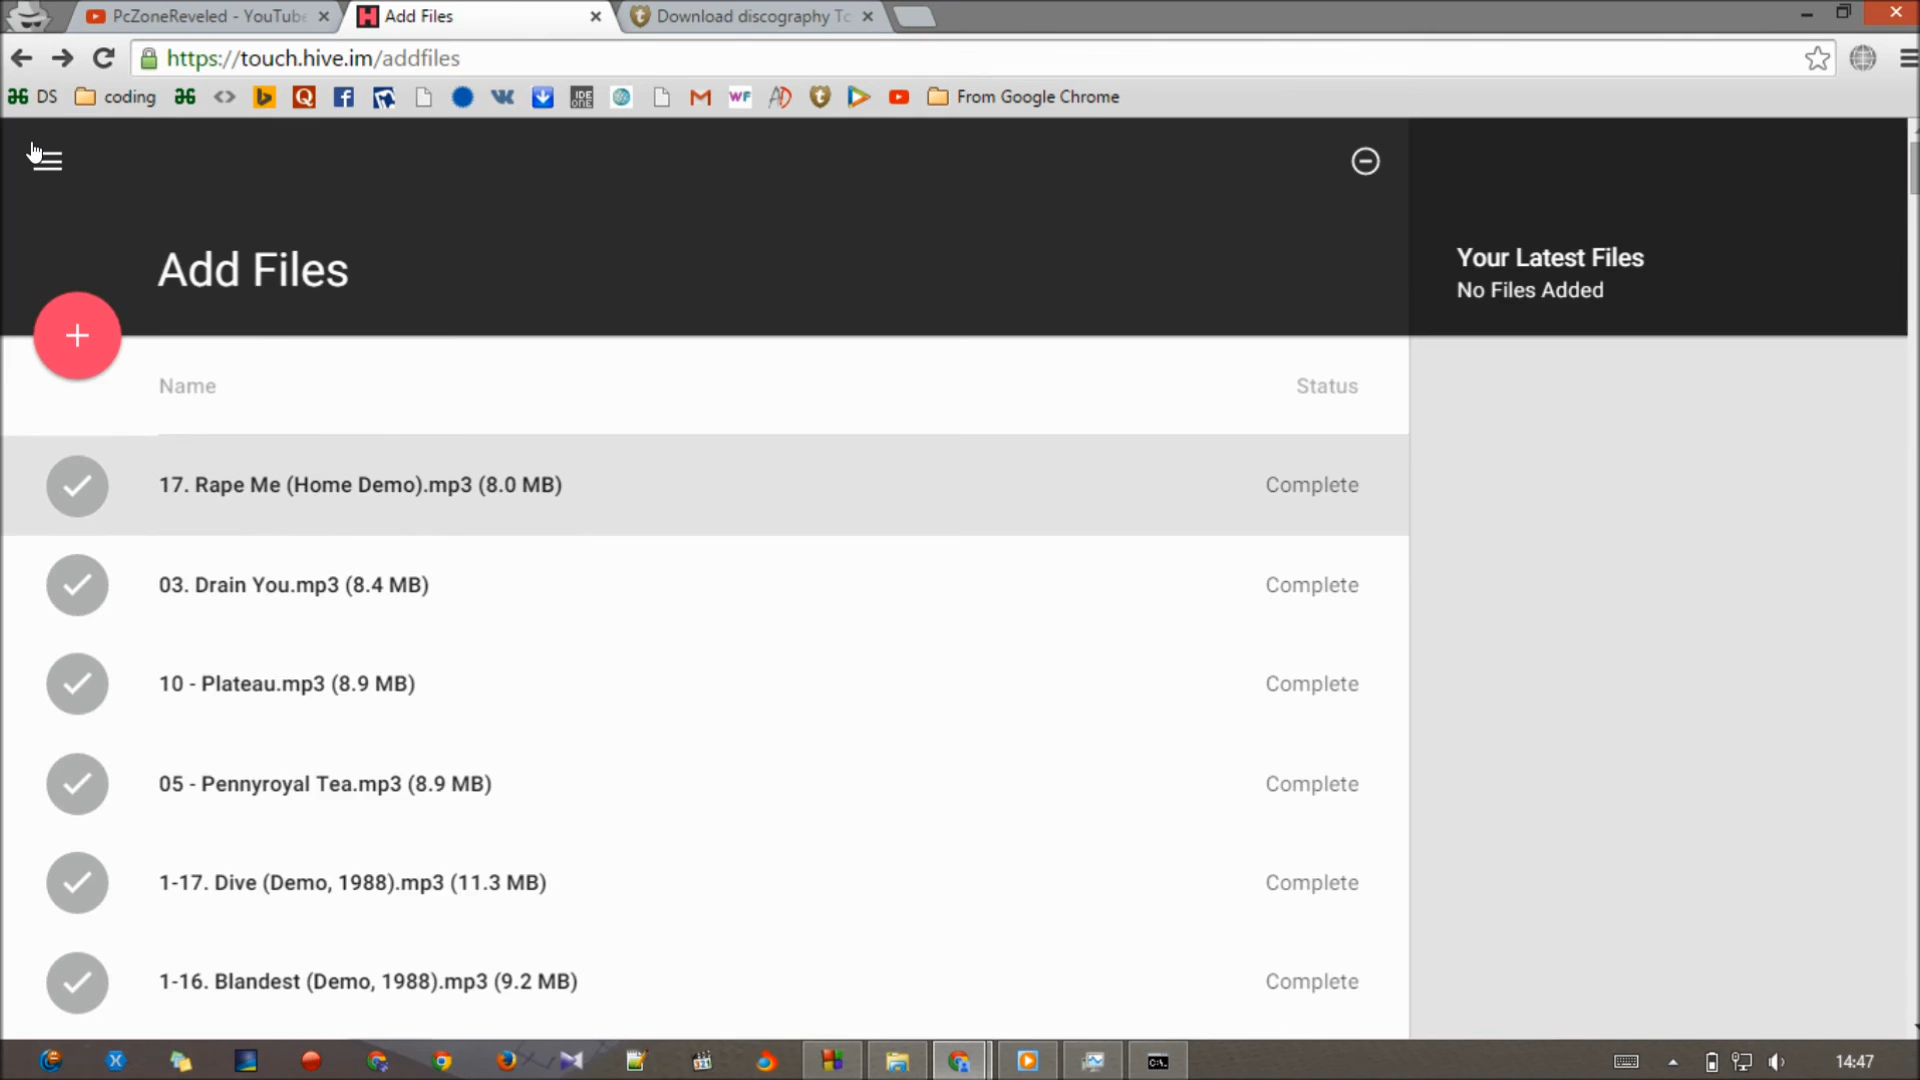 PcZoneReveled - YouTube
Add Files
Download discography To
https://touch.hive.im/addfiles
DS
coding
IDE
ONE
WF
From Google Chrome
Add Files
Your Latest Files
No Files Added
Name
Status
17. Rape Me (Home Demo).mp3 (8.0 MB)
Complete
03. Drain You.mp3 (8.4 MB)
Complete
10 - Plateau.mp3 (8.9 MB)
Complete
05 - Pennyroyal Tea.mp3 (8.9 MB)
Complete
1-17. Dive (Demo, 1988).mp3 (11.3 MB)
Complete
1-16. Blandest (Demo, 1988).mp3 (9.2 MB)
Complete
14:47